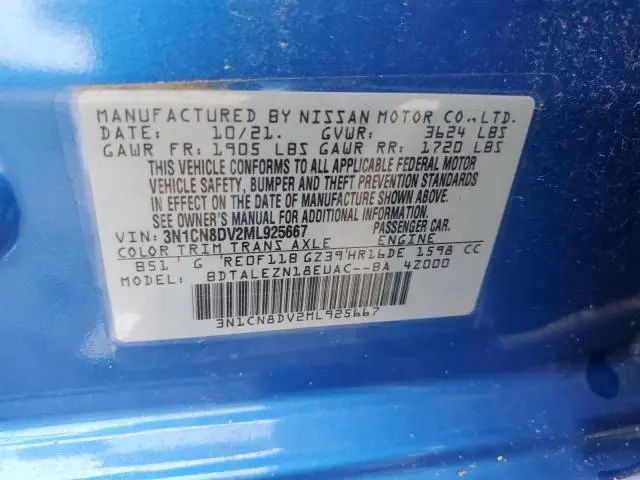 MANUFACTURED BY NISSAN MOTOR CO., LTD.
DATE: 10/21. GVWR: 3624 LBS
GAWR FR: 1905 LBS GAWR RR: 1720 LBS
THIS VEHICLE CONFORMS TO ALL APPLICABLE FEDERAL MOTOR
VEHICLE SAFETY, BUMPER AND THEFT PREVENTION STANDARDS
IN EFFECT ON THE DATE OF MANUFACTURE SHOWN ABOVE.
SEE OWNER'S MANUAL FOR ADDITIONAL INFORMATION
VIN: 3N1CN8DV2ML925667 PASSENGER CAR.
COLOR TRIM TRANS AXLE ENGINE
B51 G RE0F11B GZ39 HR16DE 1598 CC
MODEL: BDTALEZN18EUAC--BA 4Z000
3N1CN8DV2ML925667